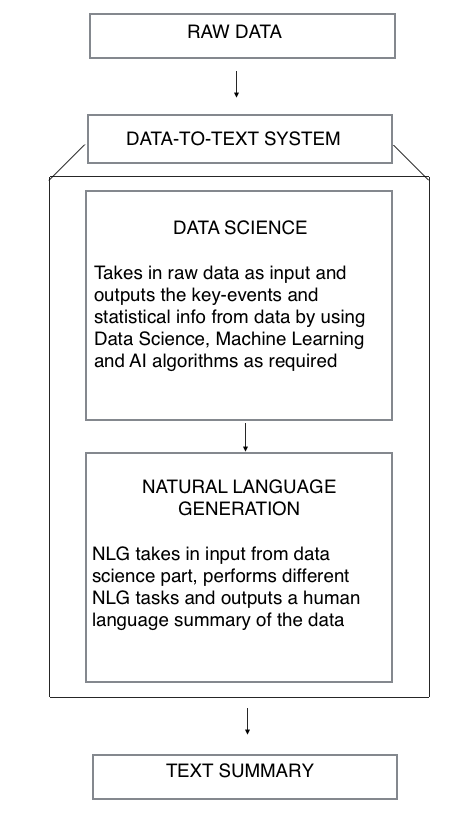 RAW DATA
DATA-TO-TEXT SYSTEM
DATA SCIENCE
Takes in raw data as input and
outputs the key-events and
statistical info from data by using
Data Science, Machine Learning
and AI algorithms as required
NATURAL LANGUAGE
GENERATION
NLG takes in input from data
science part, performs different
NLG tasks and outputs a human
language summary of the data
TEXT SUMMARY